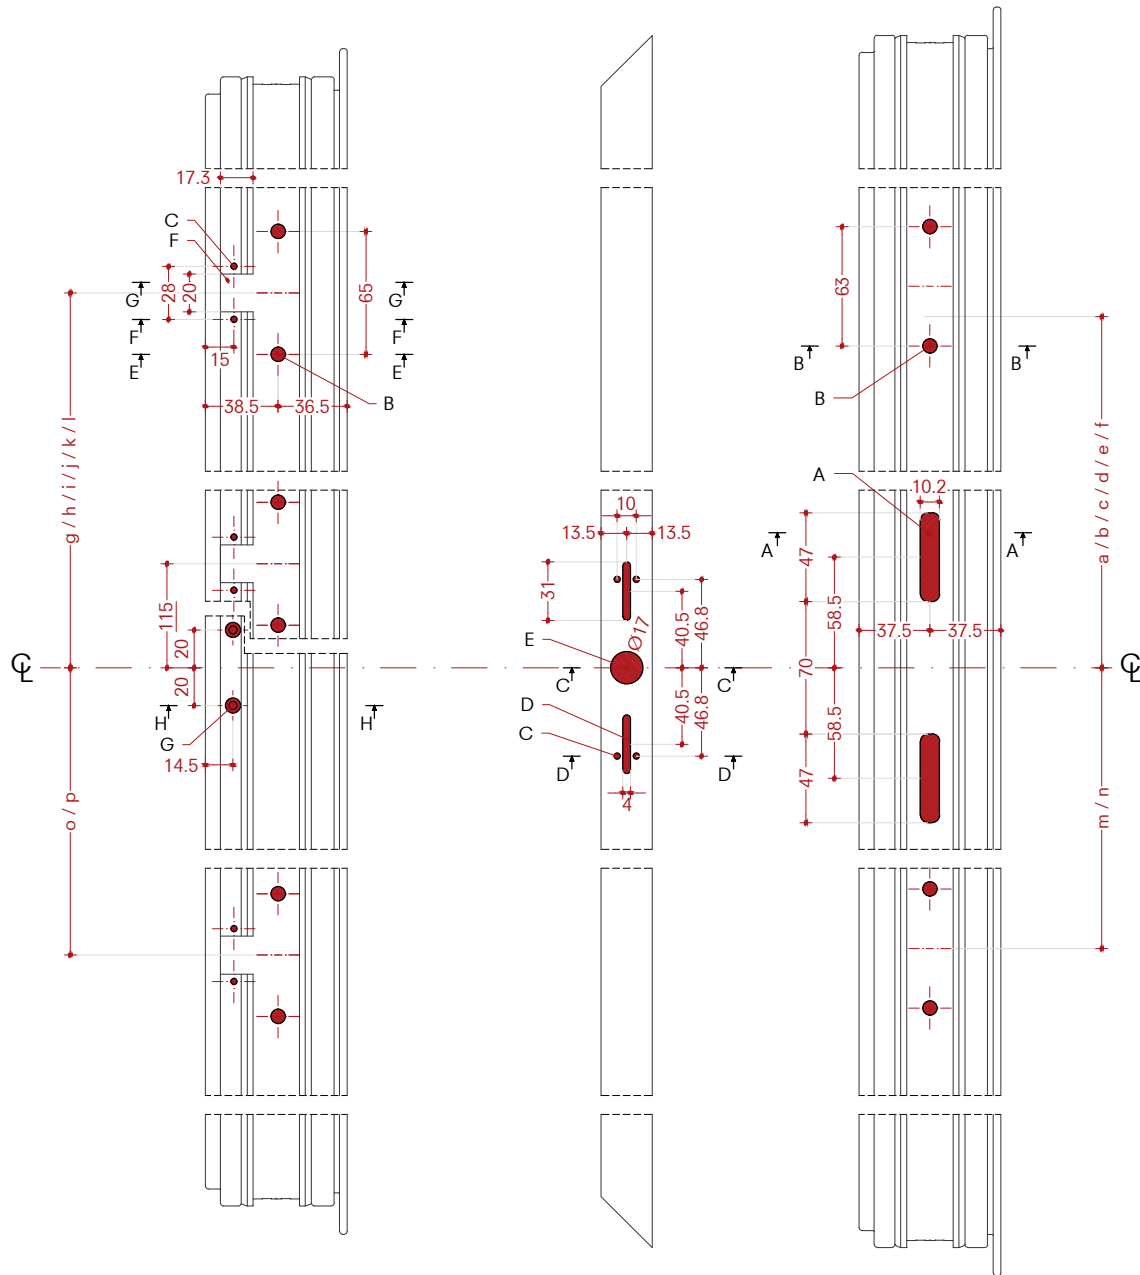 17.3
C
F
28
20
G
G
F
F
65
E
E
15
38.5
36.5
B
g / h / i / j / k / l
115
20
20
℄
H
H
G
14.5
o / p
10
13.5
13.5
31
40.5
46.8
Ø17
E
C
C
D
C
40.5
46.8
D
D
4
63
B
B
B
a / b / c / d / e / f
A
10.2
A
A
47
58.5
37.5
37.5
70
58.5
47
℄
m / n